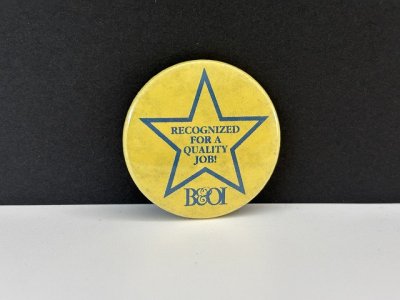 RECOGNIZED
FOR A
QUALITY
JOB!
B&OI